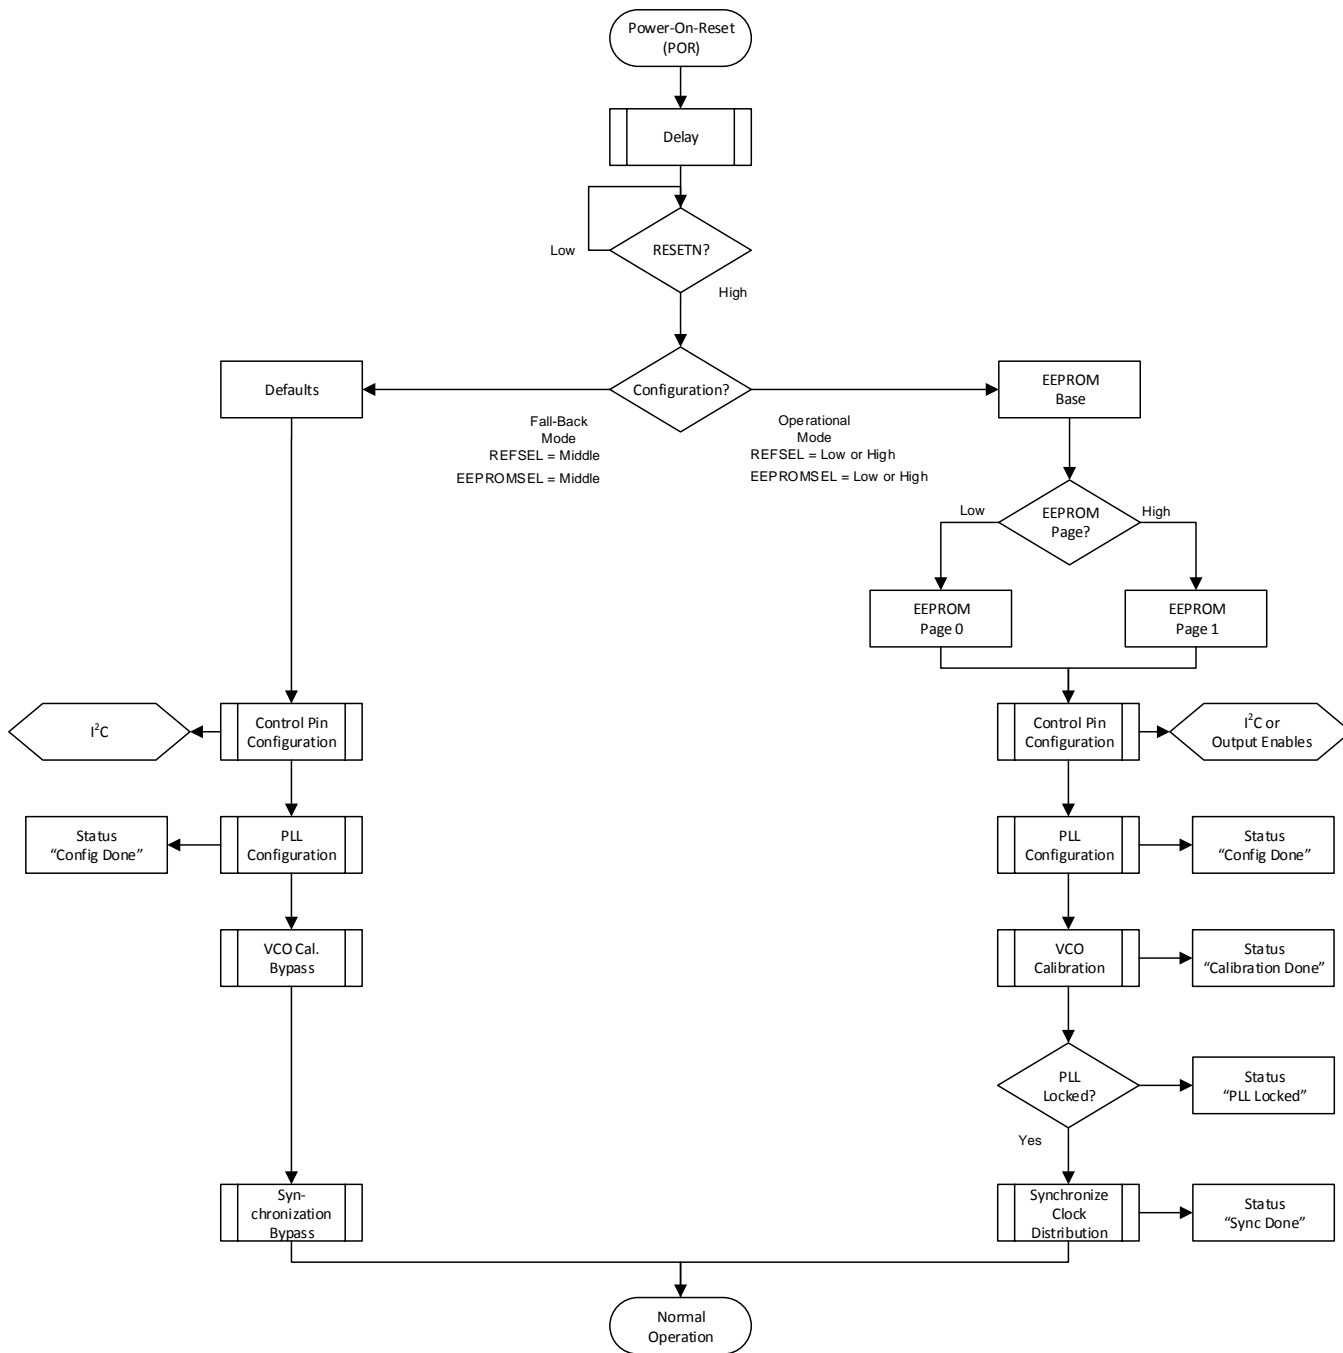 Power-On-Reset
(POR)
Delay
RESETN?
Low
High
Configuration?
Defaults
EEPROM
Base
Fall-Back
Mode
REFSEL = Middle
EEPROMSEL = Middle
Operational
Mode
REFSEL = Low or High
EEPROMSEL = Low or High
EEPROM
Page?
Low
High
EEPROM
Page 0
EEPROM
Page 1
I²C
Control Pin
Configuration
Control Pin
Configuration
I²C or
Output Enables
Status
“Config Done”
PLL
Configuration
PLL
Configuration
Status
“Config Done”
VCO Cal.
Bypass
VCO
Calibration
Status
“Calibration Done”
PLL
Locked?
Status
“PLL Locked”
Yes
Syn-
chronization
Bypass
Synchronize
Clock
Distribution
Status
“Sync Done”
Normal
Operation